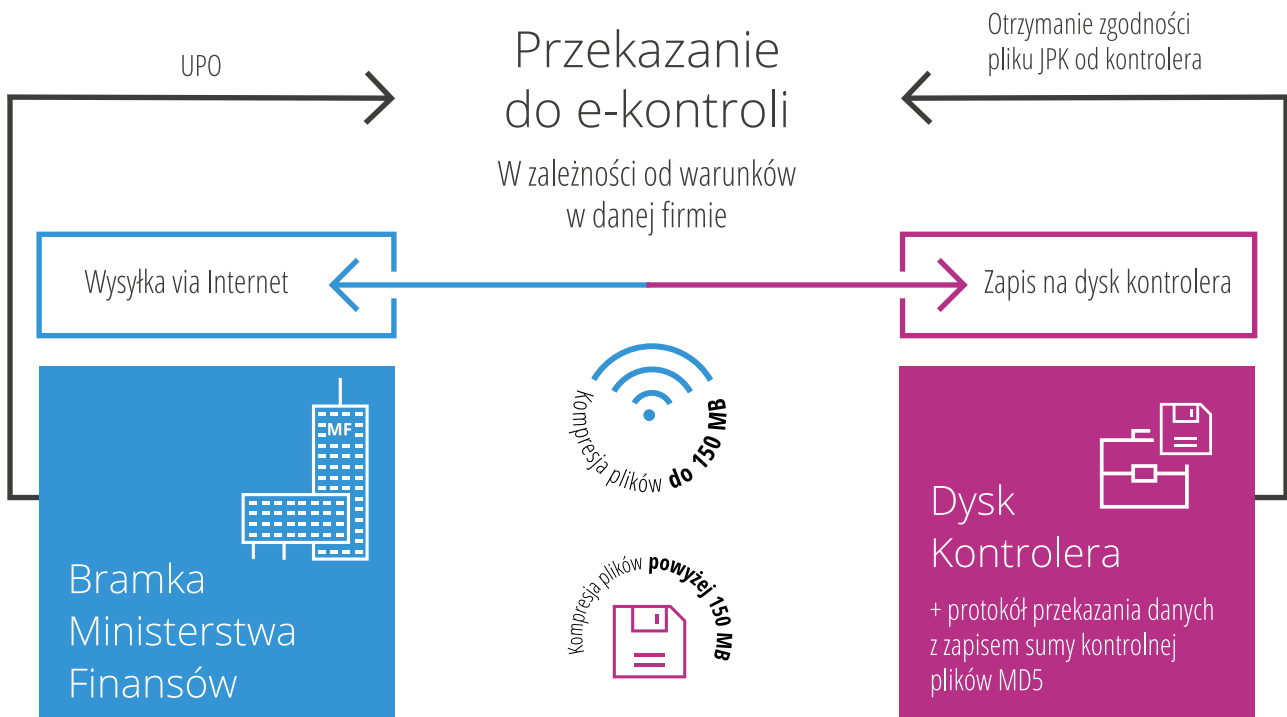 UPO
Przekazanie
do e-kontroli
W zależności od warunków
w danej firmie
Otrzymanie zgodności
pliku JPK od kontrolera
Wysyłka via Internet
Zapis na dysk kontrolera
Kompresja plików do 150 MB
Kompresja plików powyżej 150 MB
MF
Bramka
Ministerstwa
Finansów
Dysk
Kontrolera
+ protokół przekazania danych
z zapisem sumy kontrolnej
plików MD5